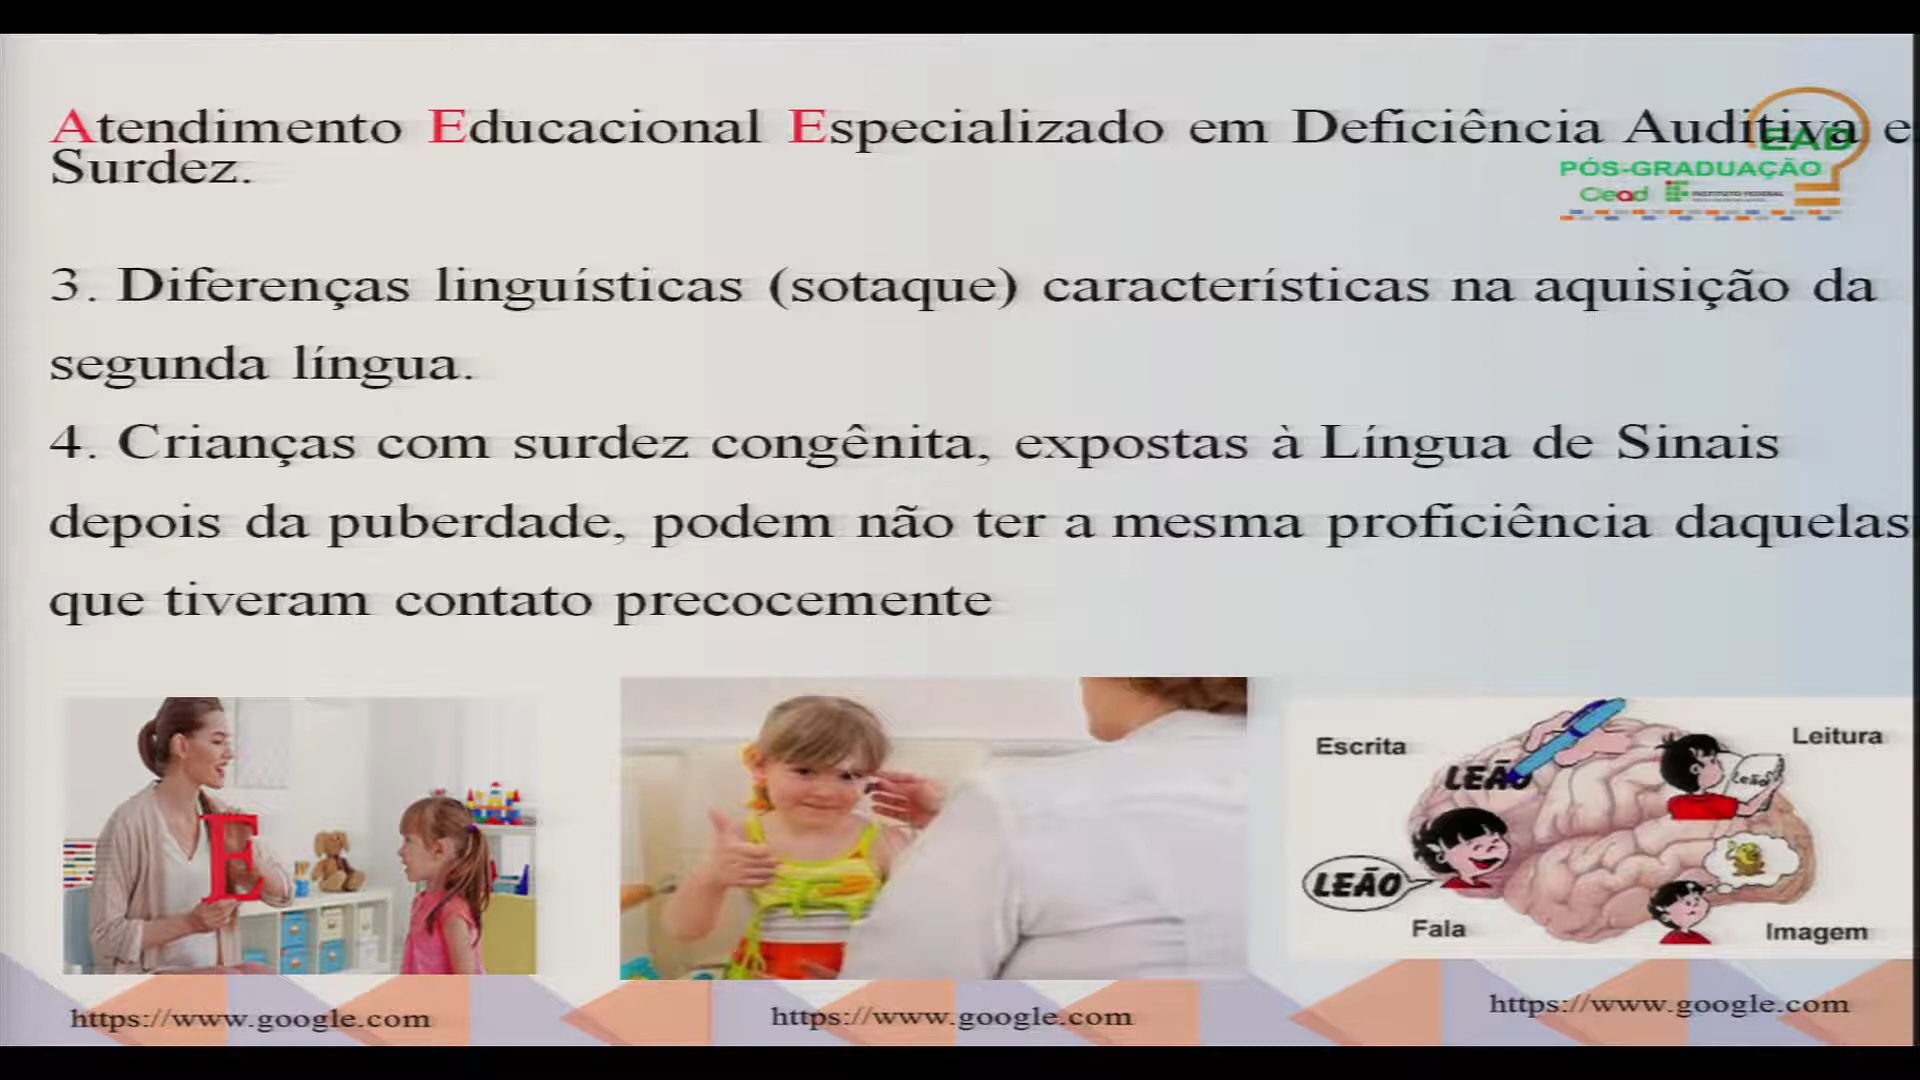 Atendimento Educacional Especializado em Deficiência Auditiva e
Surdez.
EAD
PÓS-GRADUAÇÃO
Cead INSTITUTO FEDERAL
3. Diferenças linguísticas (sotaque) características na aquisição da
segunda língua.
4. Crianças com surdez congênita, expostas à Língua de Sinais
depois da puberdade, podem não ter a mesma proficiência daquelas
que tiveram contato precocemente
E
Escrita
Leitura
LEÃO
Leão
LEÃO
Fala
Imagem
https://www.google.com
https://www.google.com
https://www.google.com